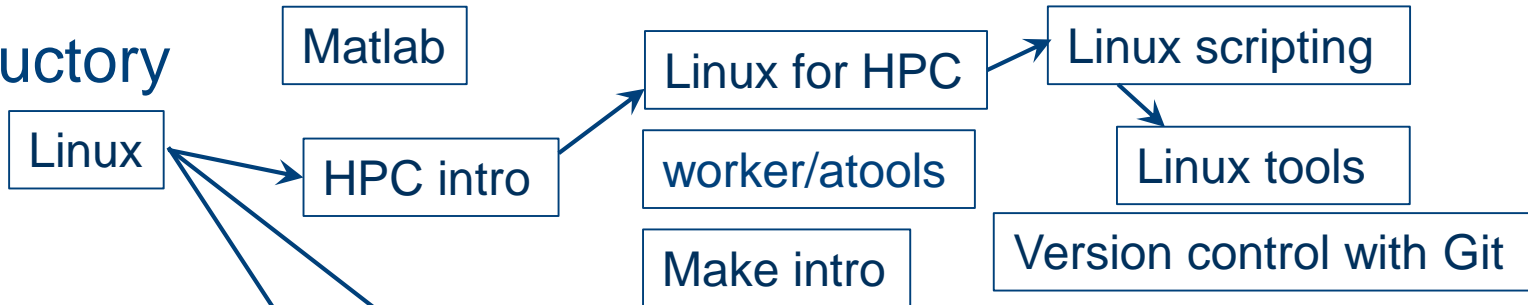 uctory
Matlab
Linux for HPC
Linux scripting
Linux
HPC intro
worker/atools
Linux tools
Make intro
Version control with Git